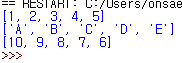 == RESTART: C:/Users/onsae
[1, 2, 3, 4, 5]
['A', 'B', 'C', 'D', 'E']
[10, 9, 8, 7, 6]
>>>